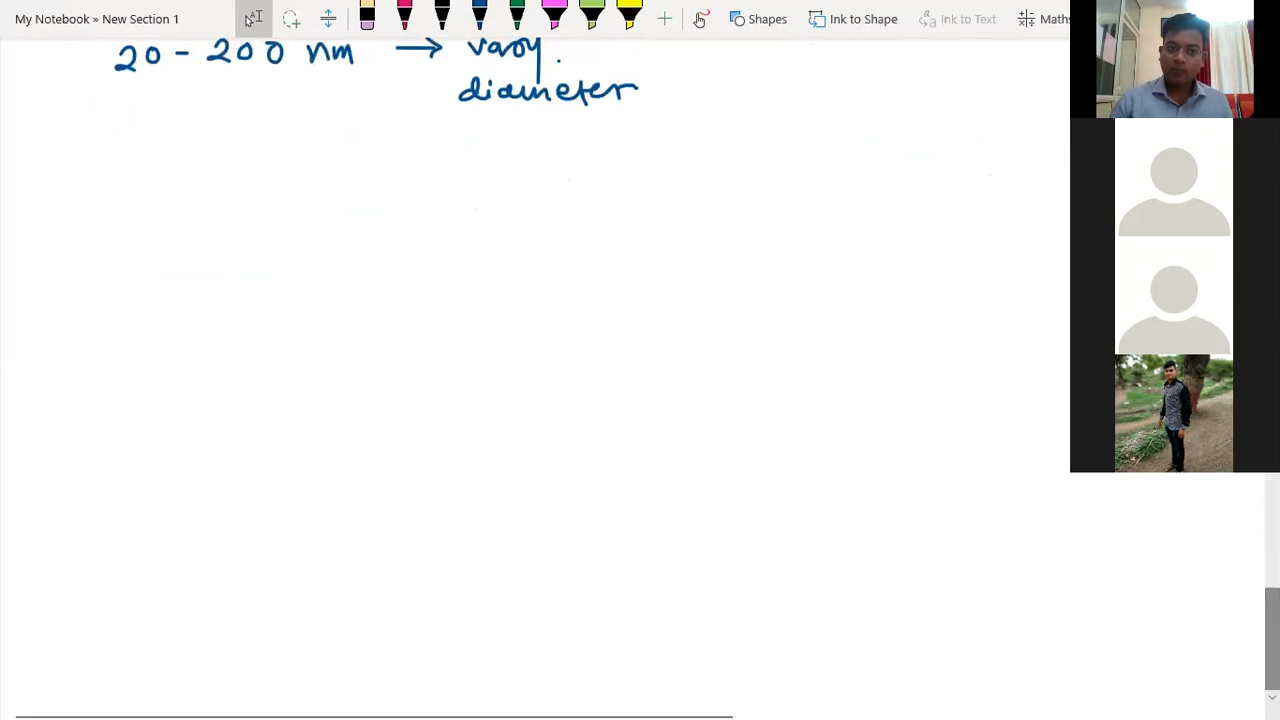 My Notebook » New Section 1
Shapes
Ink to Shape
Ink to Text
Maths
20 - 200 nm → vary.
diameter